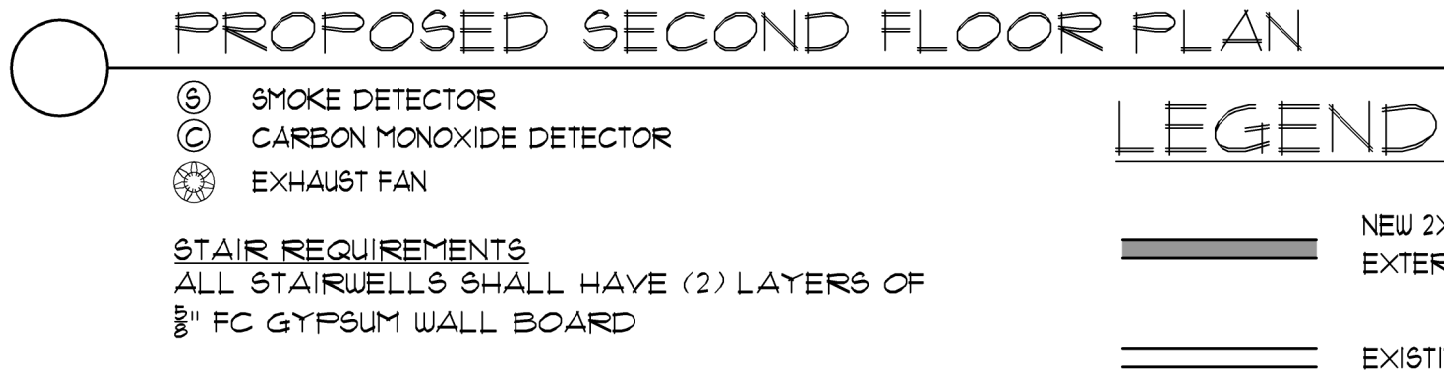 PROPOSED SECOND FLOOR PLAN
S SMOKE DETECTOR
C CARBON MONOXIDE DETECTOR
EXHAUST FAN
STAIR REQUIREMENTS
ALL STAIRWELLS SHALL HAVE (2) LAYERS OF
5/8" FC GYPSUM WALL BOARD
LEGEND
NEW